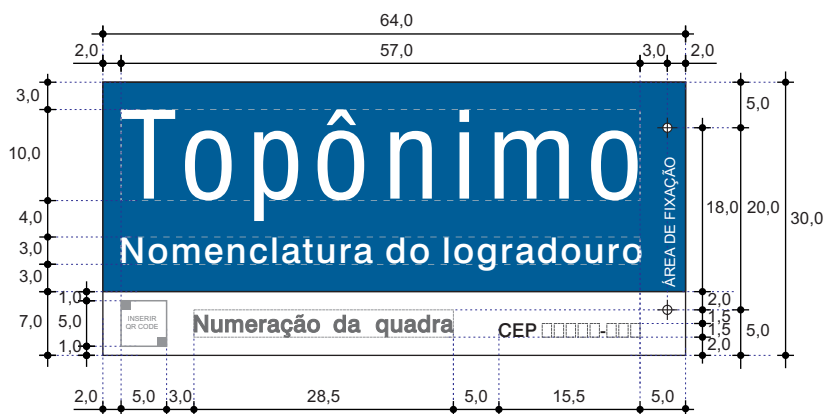 64,0
2,0 57,0 3,0 2,0
3,0
10,0
4,0
3,0
3,0
7,0
1,0
5,0
1,0
Topônimo
Nomenclatura do logradouro
ÁREA DE FIXAÇÃO
INSERIR
QR CODE
Numeração da quadra
CEP □□□□□-□□□
5,0
18,0 20,0 30,0
2,0
1,5
1,5
2,0
5,0
2,0 5,0 3,0 28,5 5,0 15,5 5,0